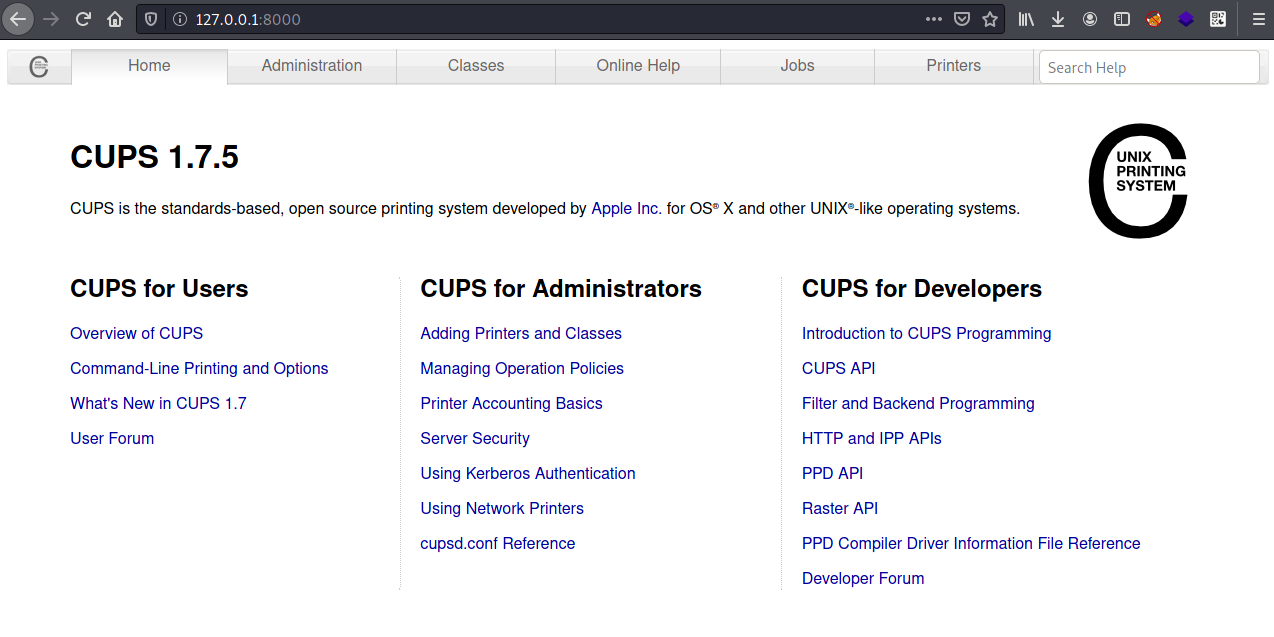 127.0.0.1:8000
Home Administration Classes Online Help Jobs Printers Search Help
CUPS 1.7.5
UNIX
PRINTING
SYSTEM
CUPS is the standards-based, open source printing system developed by Apple Inc. for OS® X and other UNIX®-like operating systems.
CUPS for Users
Overview of CUPS
Command-Line Printing and Options
What's New in CUPS 1.7
User Forum
CUPS for Administrators
Adding Printers and Classes
Managing Operation Policies
Printer Accounting Basics
Server Security
Using Kerberos Authentication
Using Network Printers
cupsd.conf Reference
CUPS for Developers
Introduction to CUPS Programming
CUPS API
Filter and Backend Programming
HTTP and IPP APIs
PPD API
Raster API
PPD Compiler Driver Information File Reference
Developer Forum